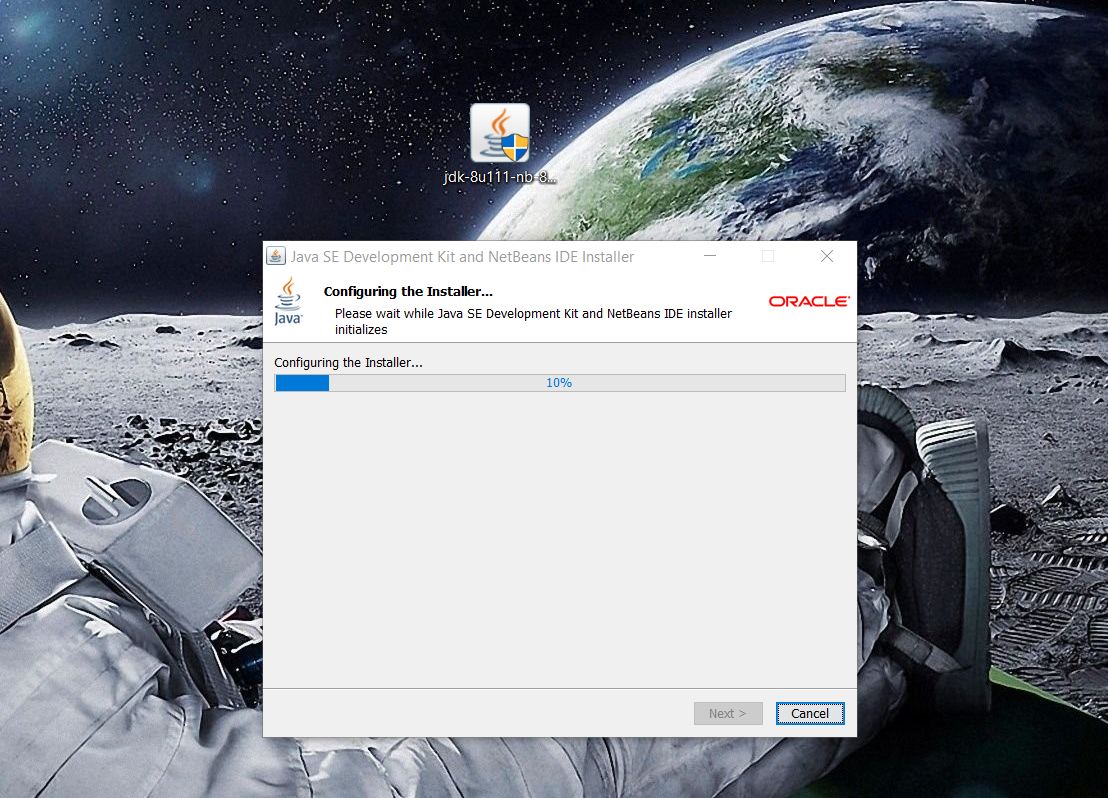 jdk-8u111-nb-8...
Java SE Development Kit and NetBeans IDE Installer
Configuring the Installer...
Java
ORACLE
Please wait while Java SE Development Kit and NetBeans IDE installer
initializes
Configuring the Installer...
10%
Next >
Cancel